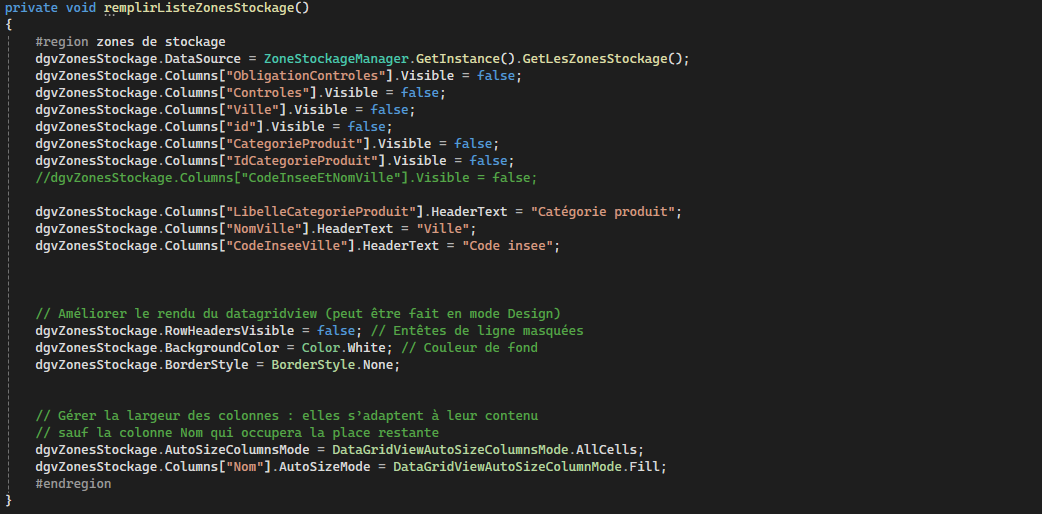 private void remplirListeZonesStockage()
{
#region zones de stockage
dgvZonesStockage.DataSource = ZoneStockageManager.GetInstance().GetLesZonesStockage();
dgvZonesStockage.Columns["ObligationControles"].Visible = false;
dgvZonesStockage.Columns["Controles"].Visible = false;
dgvZonesStockage.Columns["Ville"].Visible = false;
dgvZonesStockage.Columns["id"].Visible = false;
dgvZonesStockage.Columns["CategorieProduit"].Visible = false;
dgvZonesStockage.Columns["IdCategorieProduit"].Visible = false;
//dgvZonesStockage.Columns["CodeInseeEtNomVille"].Visible = false;
dgvZonesStockage.Columns["LibelleCategorieProduit"].HeaderText = "Catégorie produit";
dgvZonesStockage.Columns["NomVille"].HeaderText = "Ville";
dgvZonesStockage.Columns["CodeInseeVille"].HeaderText = "Code insee";
// Améliorer le rendu du datagridview (peut être fait en mode Design)
dgvZonesStockage.RowHeadersVisible = false; // Entêtes de ligne masquées
dgvZonesStockage.BackgroundColor = Color.White; // Couleur de fond
dgvZonesStockage.BorderStyle = BorderStyle.None;
// Gérer la largeur des colonnes : elles s’adaptent à leur contenu
// sauf la colonne Nom qui occupera la place restante
dgvZonesStockage.AutoSizeColumnsMode = DataGridViewAutoSizeColumnsMode.AllCells;
dgvZonesStockage.Columns["Nom"].AutoSizeMode = DataGridViewAutoSizeColumnMode.Fill;
#endregion
}